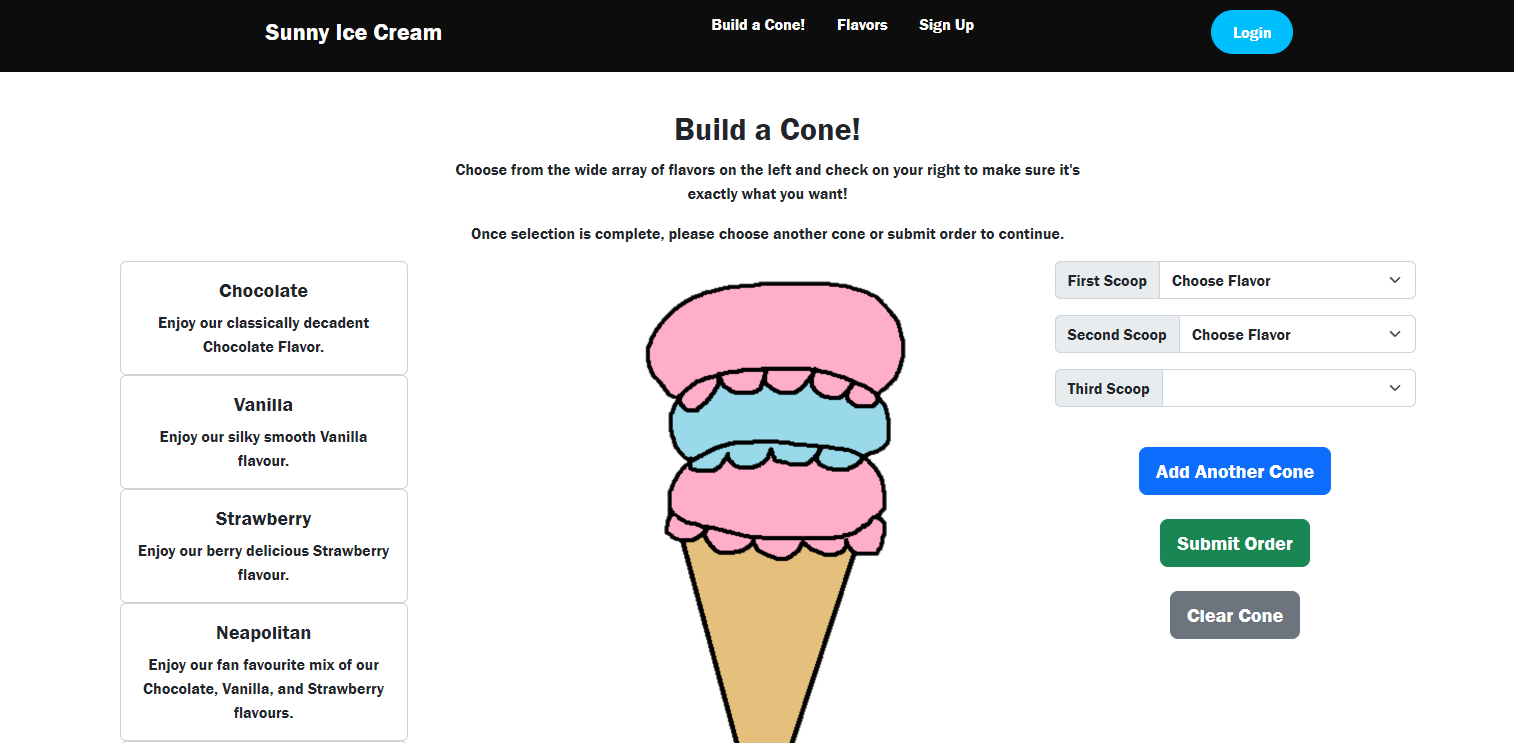 Sunny Ice Cream
Build a Cone!
Flavors
Sign Up
Login
Build a Cone!
Choose from the wide array of flavors on the left and check on your right to make sure it's
exactly what you want!
Once selection is complete, please choose another cone or submit order to continue.
Chocolate
Enjoy our classically decadent
Chocolate Flavor.
Vanilla
Enjoy our silky smooth Vanilla
flavour.
Strawberry
Enjoy our berry delicious Strawberry
flavour.
Neapolitan
Enjoy our fan favourite mix of our
Chocolate, Vanilla, and Strawberry
flavours.
First Scoop
Choose Flavor
Second Scoop
Choose Flavor
Third Scoop
Add Another Cone
Submit Order
Clear Cone